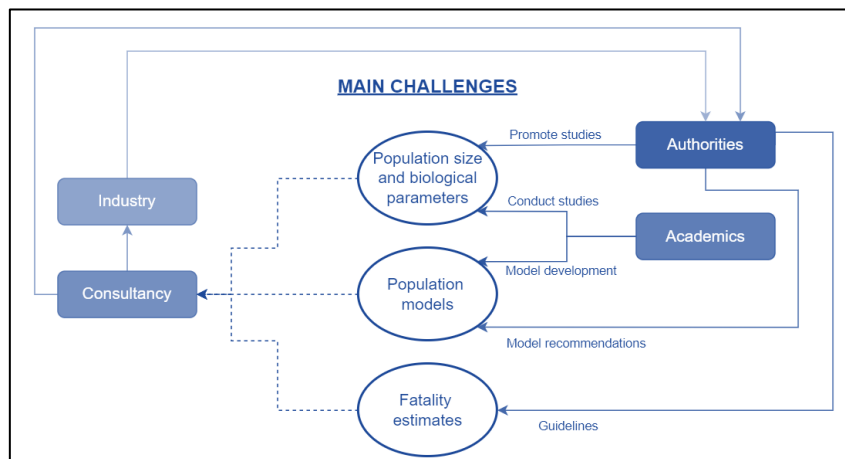 MAIN CHALLENGES
Promote studies
Authorities
Population size
and biological
parameters
Industry
Conduct studies
Academics
Model development
Consultancy
Population
models
Model recommendations
Fatality
estimates
Guidelines